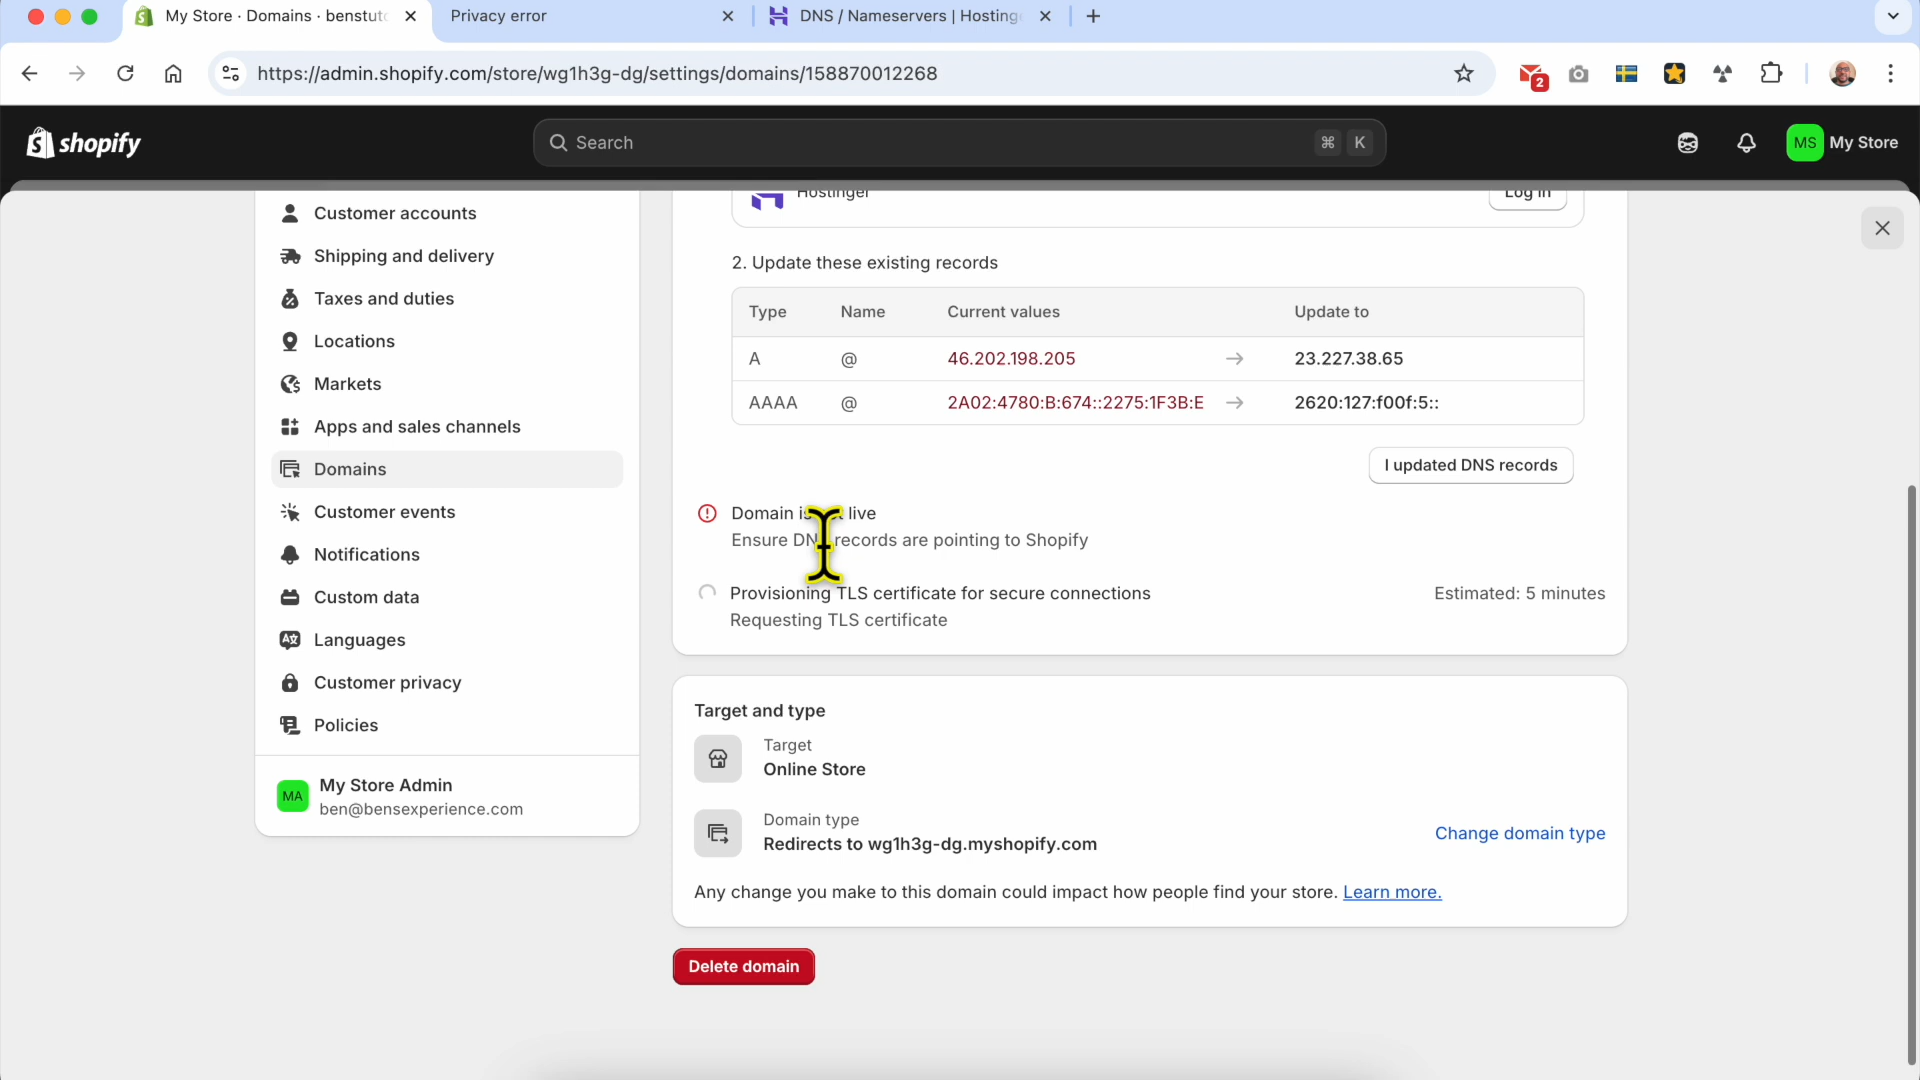 My Store · Domains · benstuto
Privacy error
DNS / Nameservers | Hostinge
https://admin.shopify.com/store/wg1h3g-dg/settings/domains/158870012268
2
shopify
Search
⌘ K
MS My Store
Customer accounts
Shipping and delivery
Taxes and duties
Locations
Markets
Apps and sales channels
Domains
Customer events
Notifications
Custom data
Languages
Customer privacy
Policies
MA
My Store Admin
ben@bensexperience.com
Hostinger
Log in
2. Update these existing records
Type Name Current values Update to
A @ 46.202.198.205 → 23.227.38.65
AAAA @ 2A02:4780:B:674::2275:1F3B:E → 2620:127:f00f:5::
I updated DNS records
Domain is live
Ensure DNS records are pointing to Shopify
Provisioning TLS certificate for secure connections
Estimated: 5 minutes
Requesting TLS certificate
Target and type
Target
Online Store
Domain type
Redirects to wg1h3g-dg.myshopify.com
Change domain type
Any change you make to this domain could impact how people find your store. Learn more.
Delete domain